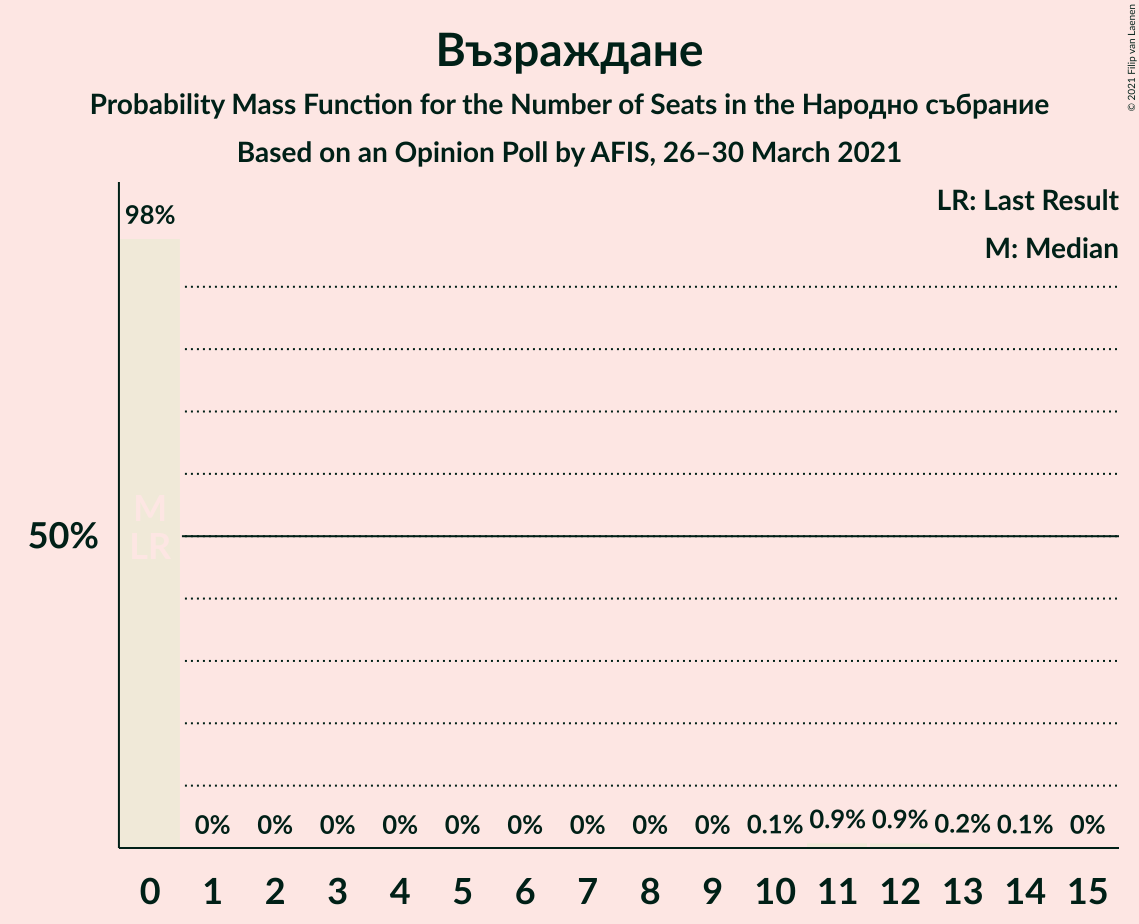 Възраждане
Probability Mass Function for the Number of Seats in the Народно събрание
Based on an Opinion Poll by AFIS, 26–30 March 2021
© 2021 Filip van Laenen
LR: Last Result
M: Median
98%
M
LR
50%
0% 0% 0% 0% 0% 0% 0% 0% 0% 0.1% 0.9% 0.9% 0.2% 0.1% 0%
0 1 2 3 4 5 6 7 8 9 10 11 12 13 14 15